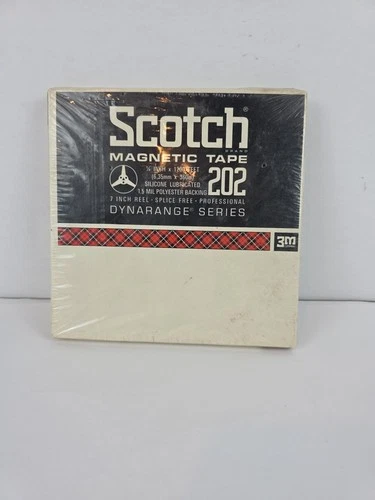 Scotch®
BRAND
MAGNETIC TAPE
202
SILICONE LUBRICATED
1.5 MIL POLYESTER BACKING
7 INCH REEL · SPLICE FREE · PROFESSIONAL
DYNARANGE® SERIES
3M